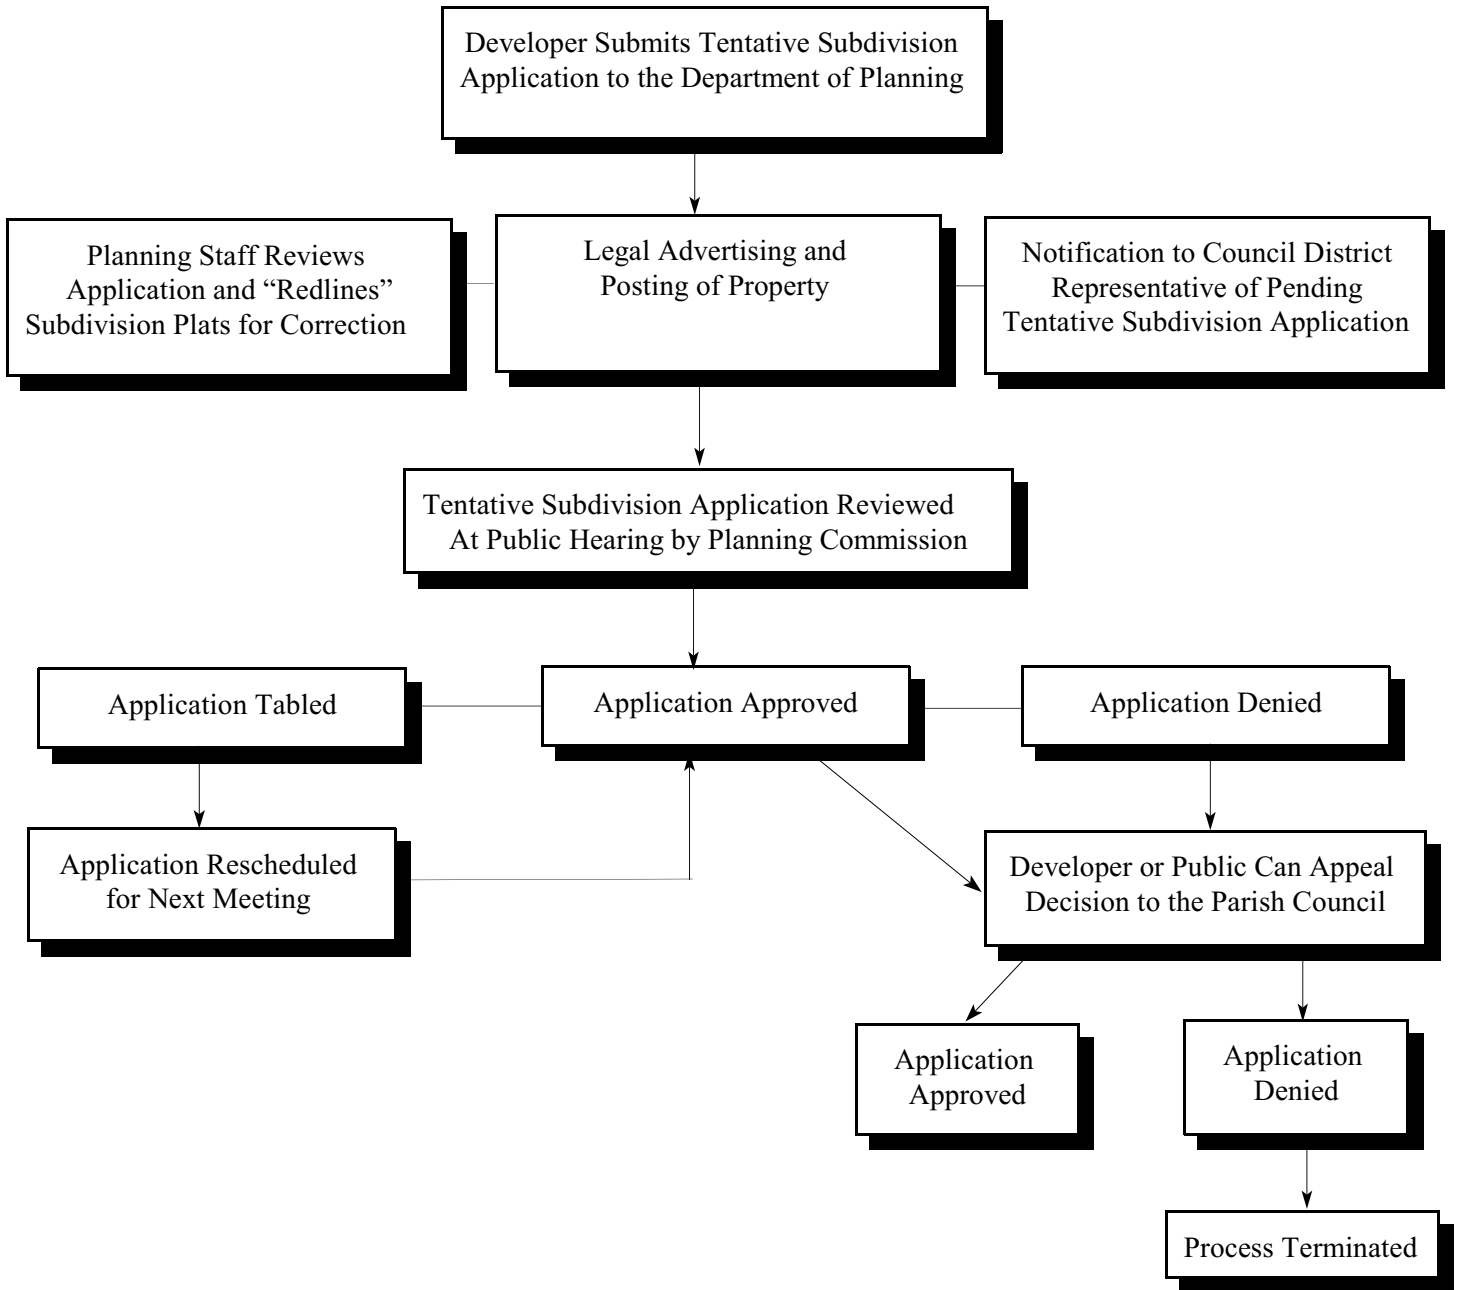 Developer Submits Tentative Subdivision
Application to the Department of Planning
Planning Staff Reviews
Application and “Redlines”
Subdivision Plats for Correction
Legal Advertising and
Posting of Property
Notification to Council District
Representative of Pending
Tentative Subdivision Application
Tentative Subdivision Application Reviewed
At Public Hearing by Planning Commission
Application Tabled
Application Approved
Application Denied
Application Rescheduled
for Next Meeting
Developer or Public Can Appeal
Decision to the Parish Council
Application
Approved
Application
Denied
Process Terminated